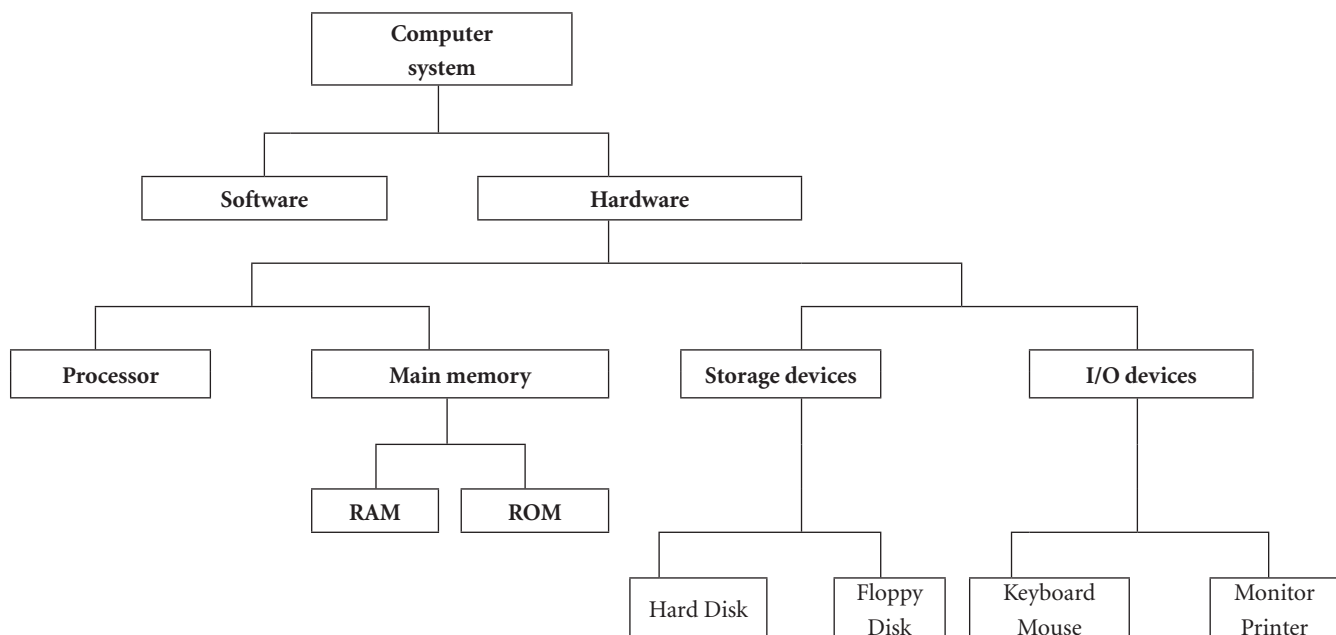 Computer
system
Software
Hardware
Processor
Main memory
Storage devices
I/O devices
RAM
ROM
Hard Disk
Floppy
Disk
Keyboard
Mouse
Monitor
Printer